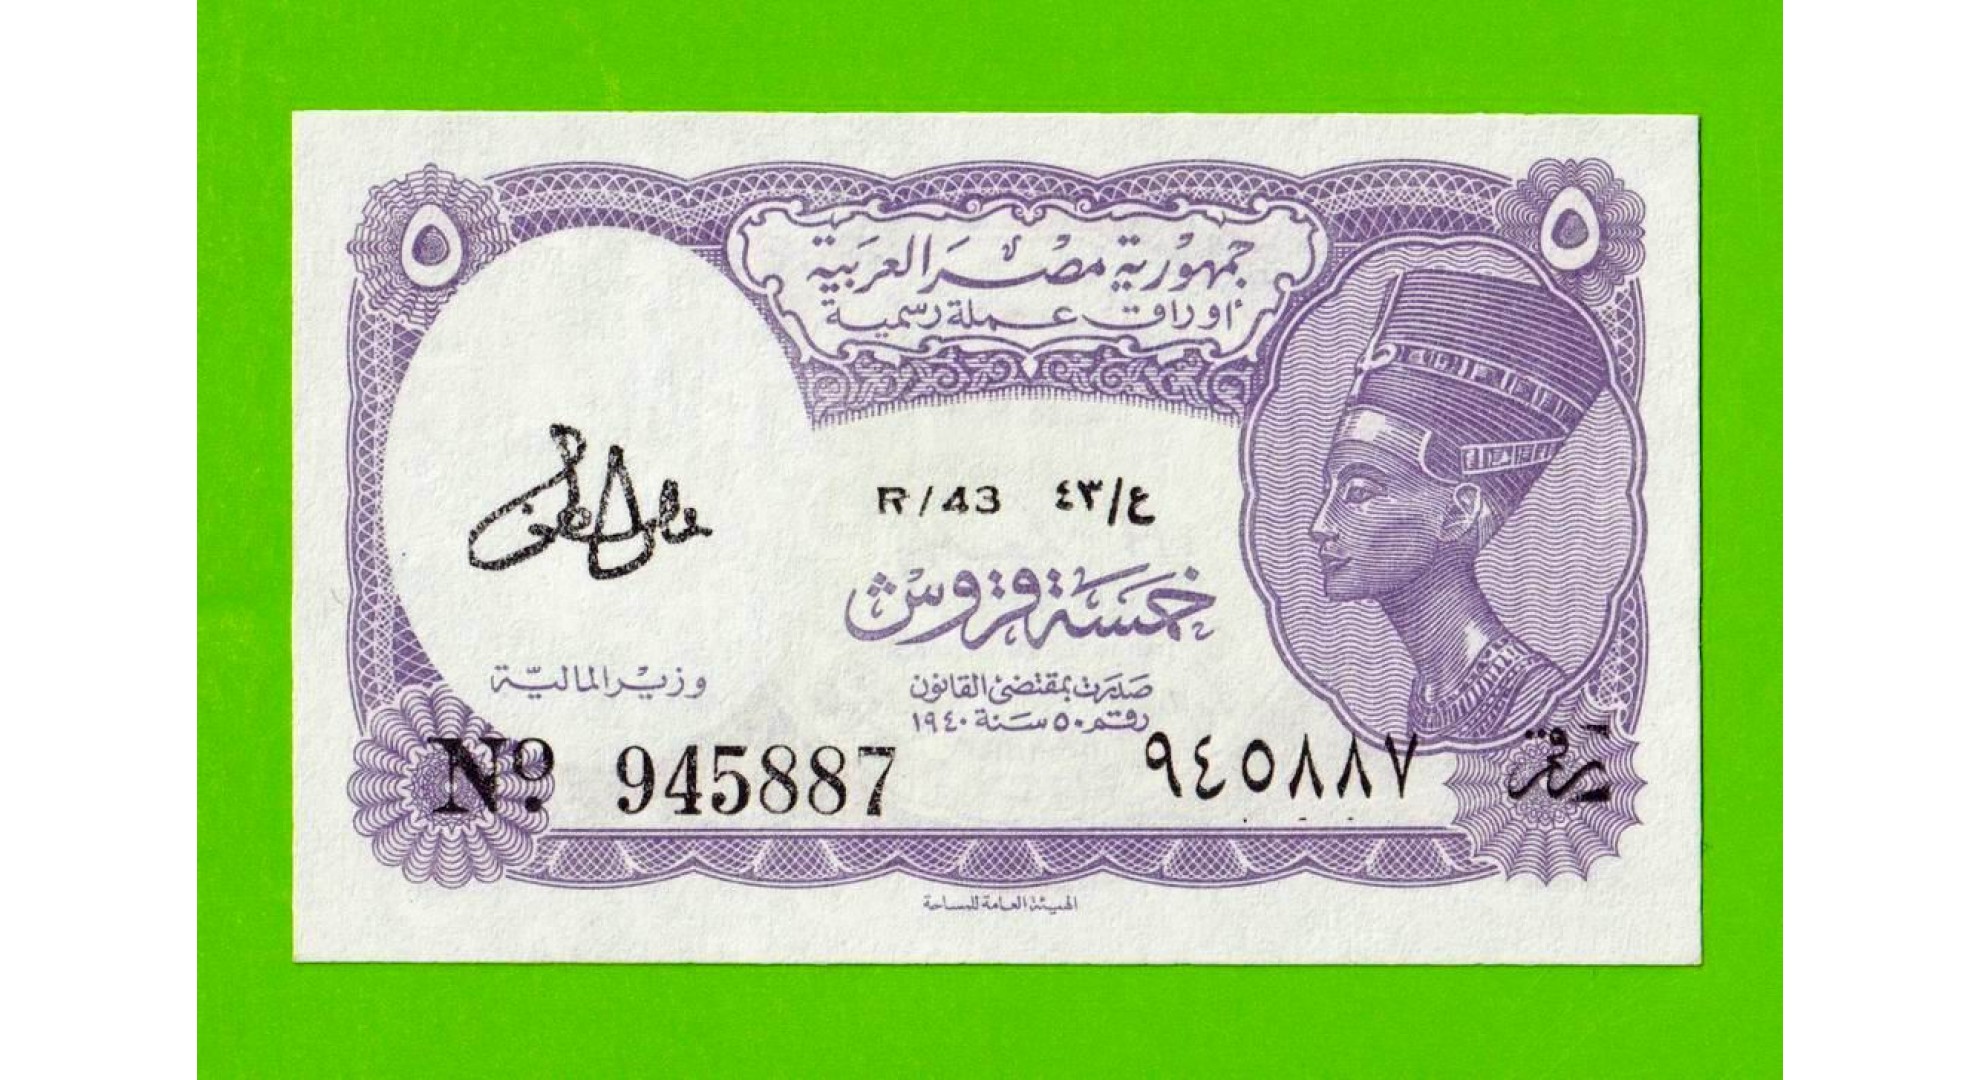 ٥ ٥
جمهورية مصر العربية
أوراق عملة رسمية
R/43 ٤٣/ع
خمسة قروش
وزير المالية
صدرت بمقتضى القانون
رقم ٥٠ سنة ١٩٤٠
Nº 945887 ٩٤٥٨٨٧ رقم
الهيئة العامة للمساحة